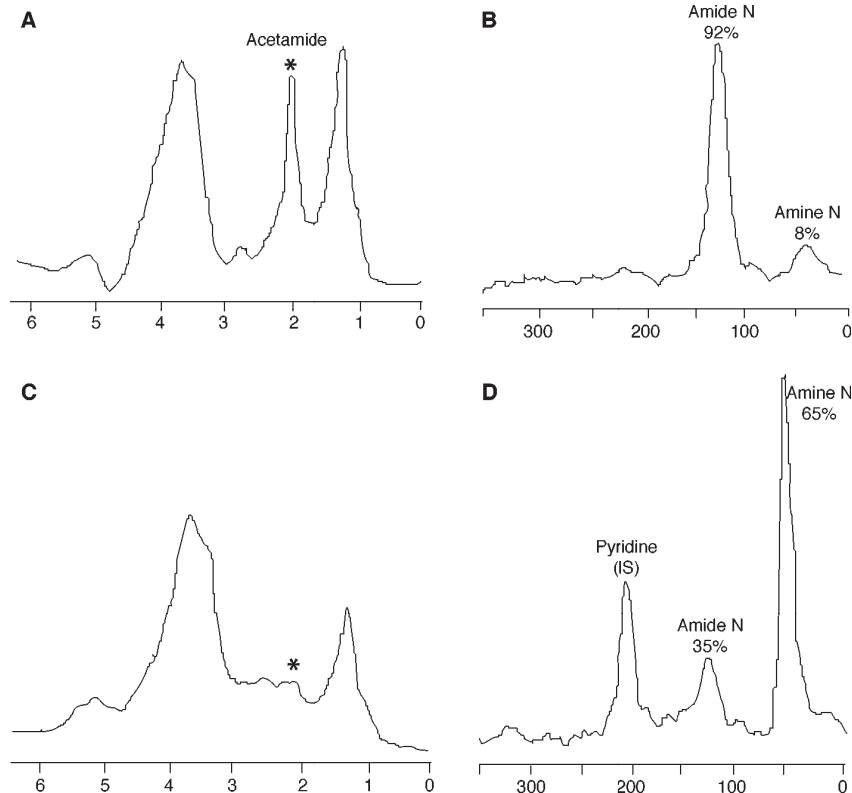 A
Acetamide
*
6 5 4 3 2 1 0
B
Amide N
92%
Amine N
8%
300 200 100 0
C
*
6 5 4 3 2 1 0
D
Amine N
65%
Pyridine
(IS)
Amide N
35%
300 200 100 0